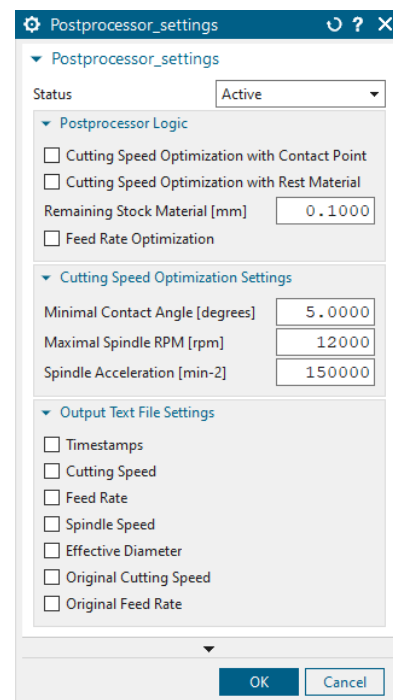 Postprocessor_settings
Postprocessor_settings
Status Active
Postprocessor Logic
Cutting Speed Optimization with Contact Point
Cutting Speed Optimization with Rest Material
Remaining Stock Material [mm] 0.1000
Feed Rate Optimization
Cutting Speed Optimization Settings
Minimal Contact Angle [degrees] 5.0000
Maximal Spindle RPM [rpm] 12000
Spindle Acceleration [min-2] 150000
Output Text File Settings
Timestamps
Cutting Speed
Feed Rate
Spindle Speed
Effective Diameter
Original Cutting Speed
Original Feed Rate
OK Cancel